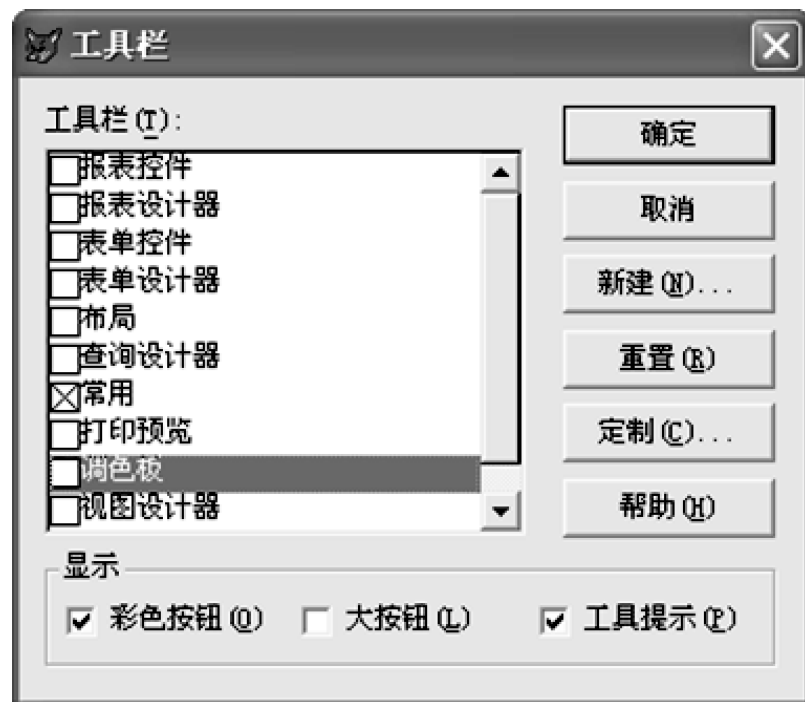 工具栏
工具栏(T):
报表控件
报表设计器
表单控件
表单设计器
布局
查询设计器
常用
打印预览
调色板
视图设计器
确定
取消
新建(N)...
重置(R)
定制(C)...
帮助(H)
显示
彩色按钮(O) 大按钮(L) 工具提示(P)